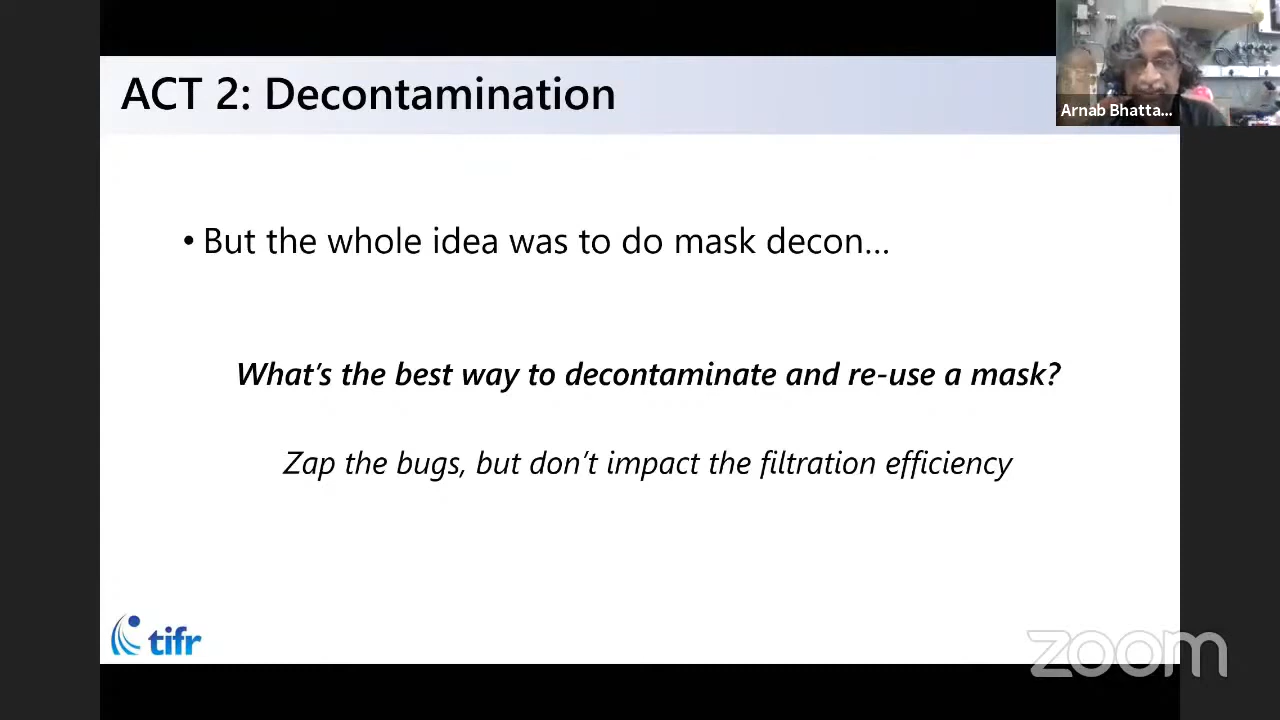 ACT 2: Decontamination
Arnab Bhatta...
• But the whole idea was to do mask decon...
What's the best way to decontaminate and re-use a mask?
Zap the bugs, but don't impact the filtration efficiency
tifr
zoom